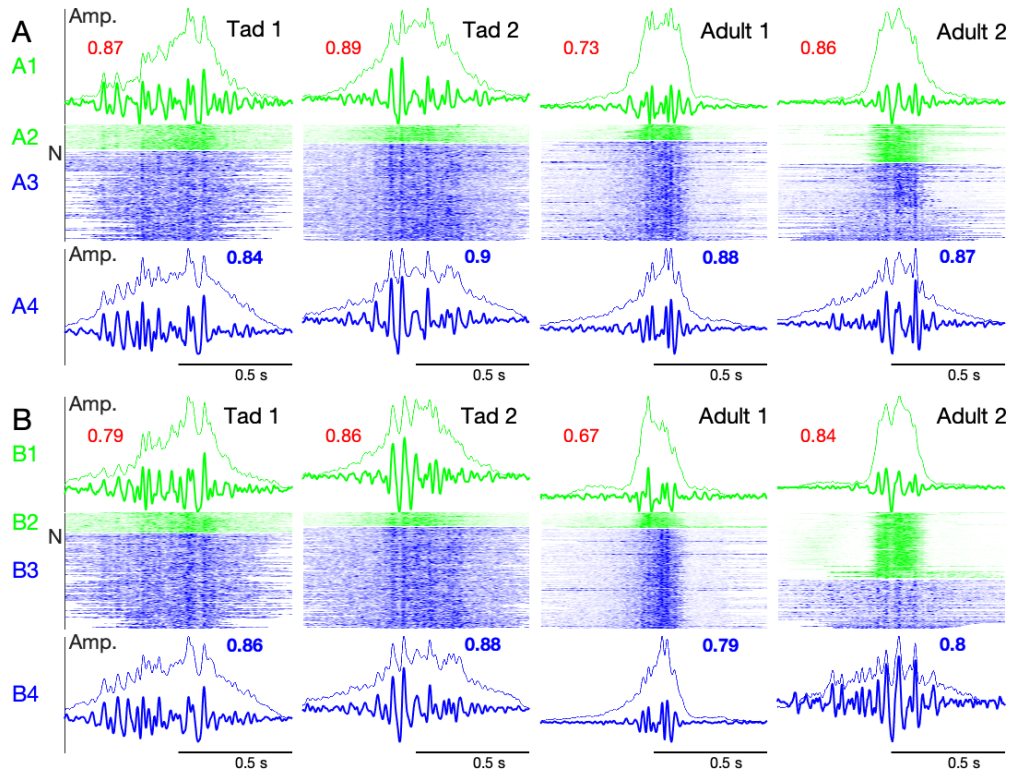 A
Amp.
Tad 1
Tad 2
Adult 1
Adult 2
0.87
0.89
0.73
0.86
A1
A2
N
A3
Amp.
0.84
0.9
0.88
0.87
A4
0.5 s
0.5 s
0.5 s
0.5 s
B
Amp.
Tad 1
Tad 2
Adult 1
Adult 2
0.79
0.86
0.67
0.84
B1
B2
N
B3
Amp.
0.86
0.88
0.79
0.8
B4
0.5 s
0.5 s
0.5 s
0.5 s